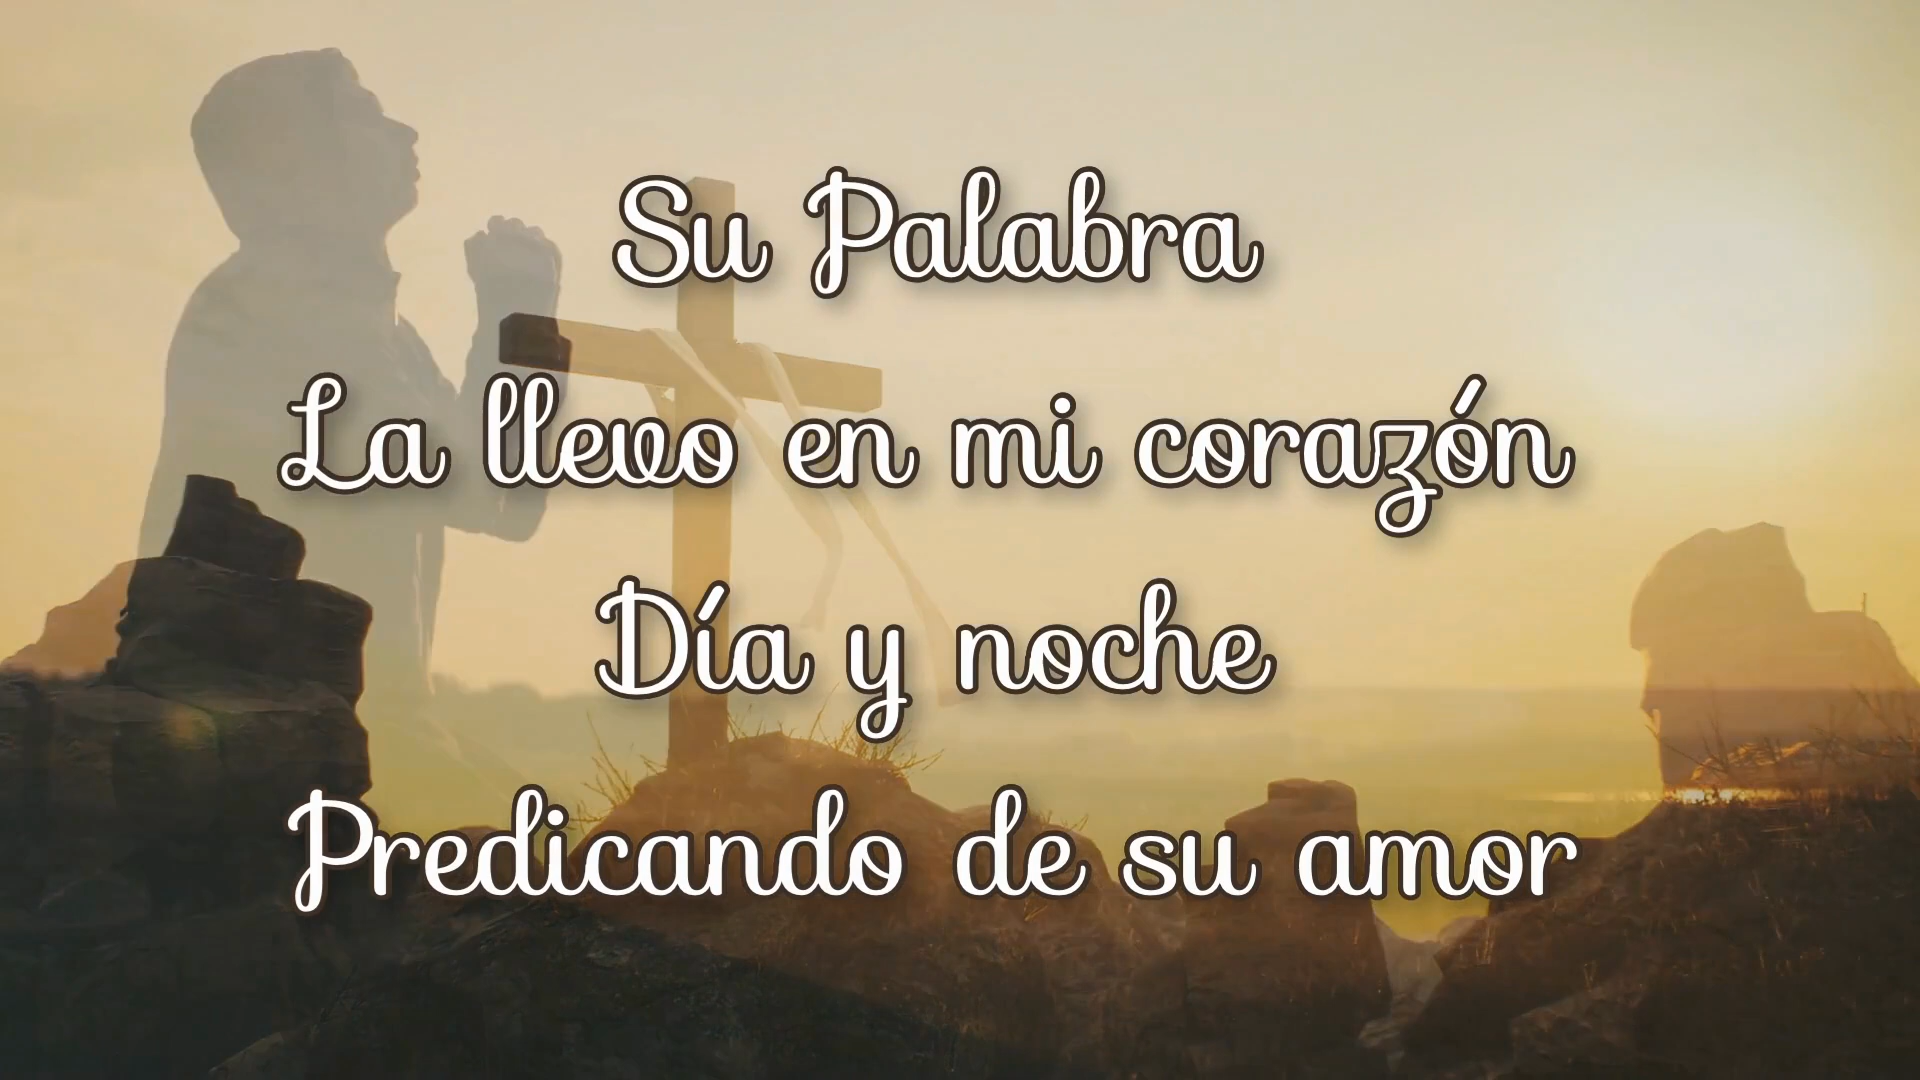 Su Palabra
La llevo en mi corazón
Día y noche
Predicando de su amor